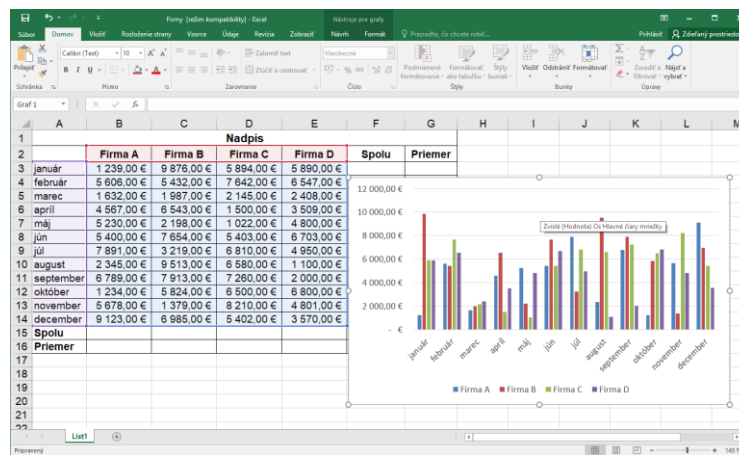 Firmy [režim kompatibility] - Excel
Nástroje pre grafy
Súbor Domov Vložiť Rozloženie strany Vzorce Údaje Revízia Zobraziť Návrh Formát Povedzte, čo chcete robiť... Prihlásiť Zdieľaný prostriedo
Prilepiť
Calibri (Text) 10
Zalomiť text
Všeobecné
B I U
Zlúčiť a centrovať
Podmienené formátovanie
Formátovať ako tabuľku
Štýly buniek
Vložiť Odstrániť Formátovať
Zoradiť a filtrovať
Nájsť a vybrať
Schránka Písmo Zarovnanie Číslo Štýly Bunky Úpravy
Graf 1
fx
A B C D E F G H I J K L M
1 Nadpis
2 Firma A Firma B Firma C Firma D Spolu Priemer
3 január 1 239,00 € 9 876,00 € 5 894,00 € 5 890,00 €
4 február 5 606,00 € 5 432,00 € 7 642,00 € 6 547,00 €
5 marec 1 632,00 € 1 987,00 € 2 145,00 € 2 408,00 €
6 apríl 4 567,00 € 6 543,00 € 1 500,00 € 3 509,00 €
7 máj 5 230,00 € 2 198,00 € 1 022,00 € 4 800,00 €
8 jún 5 400,00 € 7 654,00 € 5 403,00 € 6 703,00 €
9 júl 7 891,00 € 3 219,00 € 6 810,00 € 4 950,00 €
10 august 2 345,00 € 9 513,00 € 6 580,00 € 1 100,00 €
11 september 6 789,00 € 7 913,00 € 7 260,00 € 2 000,00 €
12 október 1 234,00 € 5 824,00 € 6 500,00 € 6 800,00 €
13 november 5 678,00 € 1 379,00 € 8 210,00 € 4 801,00 €
14 december 9 123,00 € 6 985,00 € 5 402,00 € 3 570,00 €
15 Spolu
16 Priemer
17
18
19
20
21
22
12 000,00 €
10 000,00 €
8 000,00 €
6 000,00 €
4 000,00 €
2 000,00 €
- €
Zvislá (Hodnota) Os Hlavné čiary mriežky
január február marec apríl máj jún júl august september október november december
Firma A Firma B Firma C Firma D
List1
Pripravený
145 %